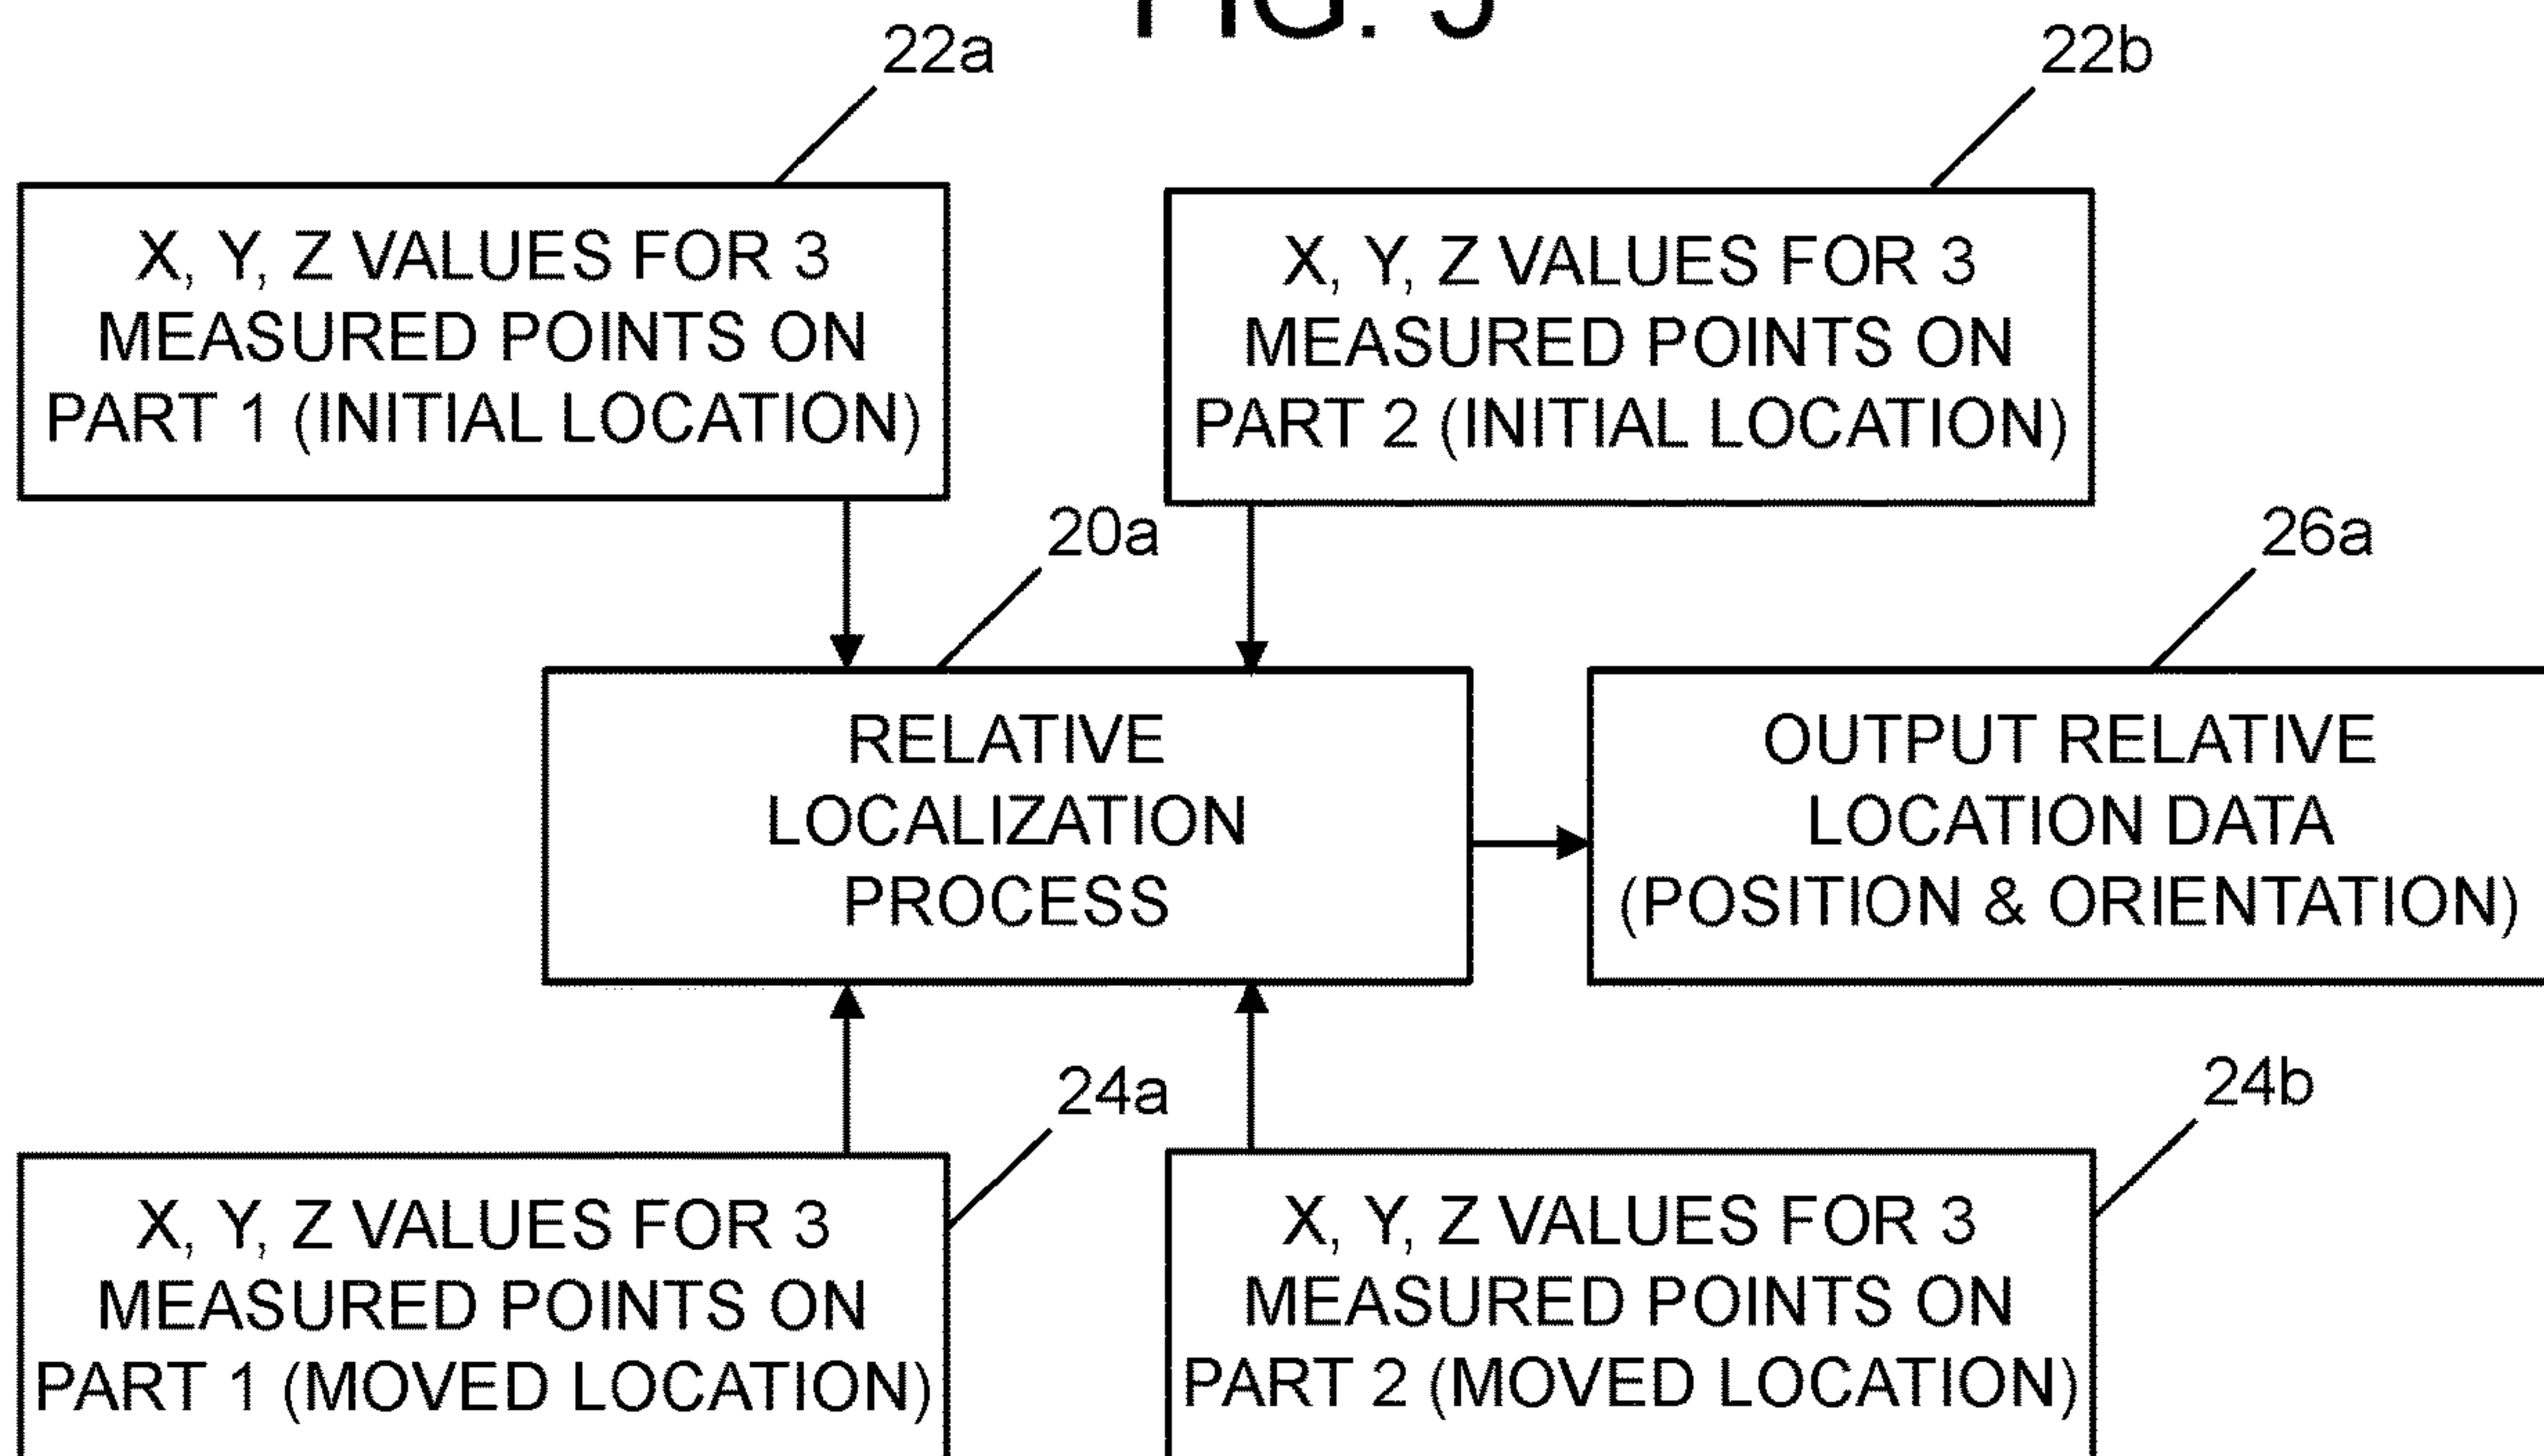 FIG.
22a
22b
X, Y, Z VALUES FOR 3
MEASURED POINTS ON
PART 1 (INITIAL LOCATION)
X, Y, Z VALUES FOR 3
MEASURED POINTS ON
PART 2 (INITIAL LOCATION)
20a
26a
RELATIVE
LOCALIZATION
PROCESS
OUTPUT RELATIVE
LOCATION DATA
(POSITION & ORIENTATION)
24a
24b
X, Y, Z VALUES FOR 3
MEASURED POINTS ON
PART 1 (MOVED LOCATION)
X, Y, Z VALUES FOR 3
MEASURED POINTS ON
PART 2 (MOVED LOCATION)